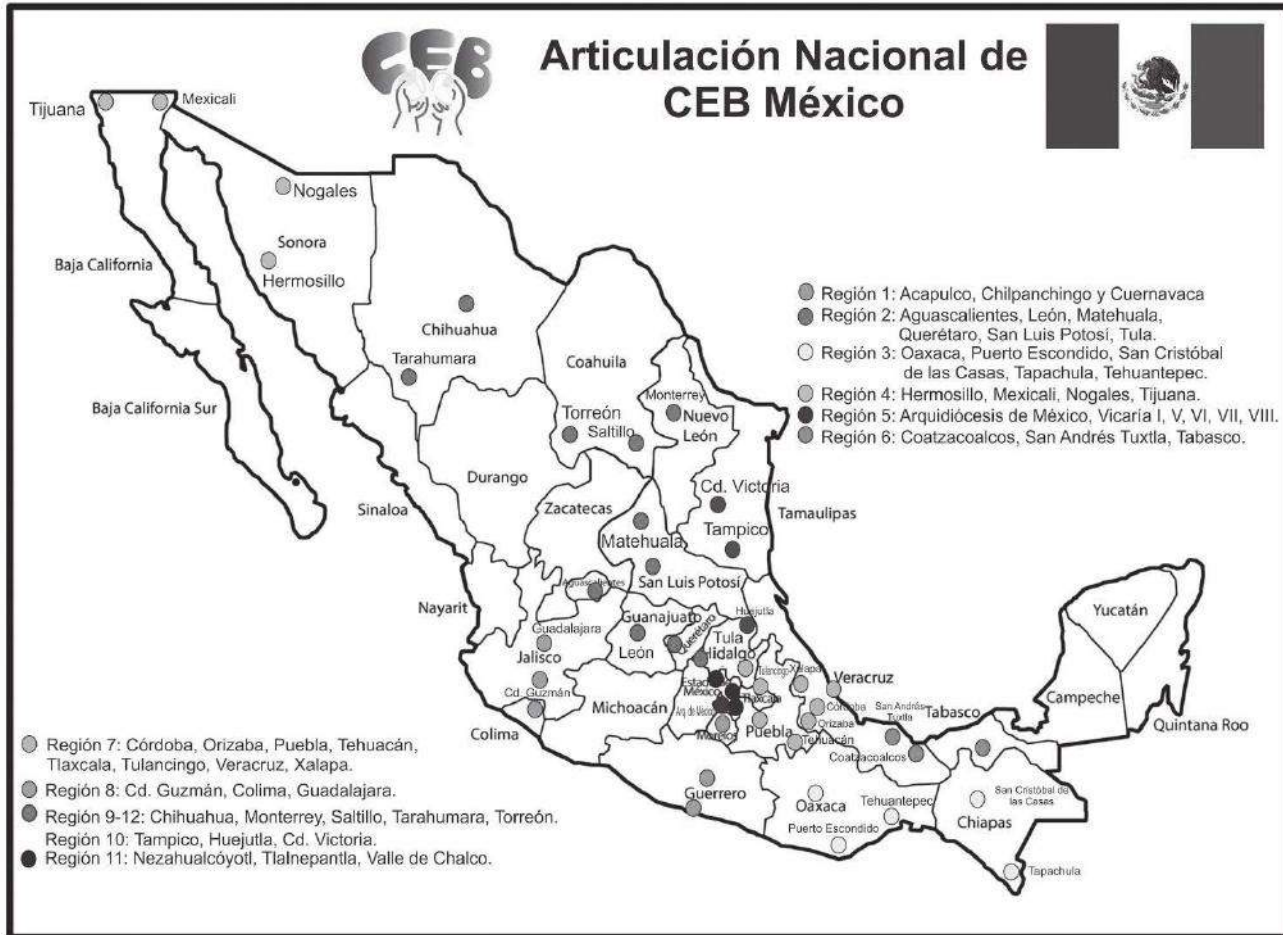 CEB
Articulación Nacional de
CEB México
Tijuana
Mexicali
Nogales
Sonora
Hermosillo
Baja California
Baja California Sur
Chihuahua
Tarahumara
Coahuila
Monterrey
Nuevo
León
Torreón
Saltillo
Durango
Sinaloa
Zacatecas
Cd. Victoria
Tampico
Tamaulipas
Matehuala
San Luis Potosí
Aguascalientes
Nayarit
Guadalajara
Jalisco
Cd. Guzmán
Colima
Guanajuato
León
Querétaro
Huejutla
Tula
Hidalgo
Tulancingo
Xalapa
Veracruz
Estado
México
Tlaxcala
Arq. de México
Michoacán
Morelos
Puebla
Córdoba
Orizaba
Tehuacán
San Andrés
Tuxtla
Tabasco
Coatzacoalcos
Guerrero
Oaxaca
Puerto Escondido
Tehuantepec
San Cristóbal de
las Casas
Chiapas
Tapachula
Yucatán
Campeche
Quintana Roo
Región 1: Acapulco, Chilpanchingo y Cuernavaca
Región 2: Aguascalientes, León, Matehuala,
Querétaro, San Luis Potosí, Tula.
Región 3: Oaxaca, Puerto Escondido, San Cristóbal
de las Casas, Tapachula, Tehuantepec.
Región 4: Hermosillo, Mexicali, Nogales, Tijuana.
Región 5: Arquidiócesis de México, Vicaría I, V, VI, VII, VIII.
Región 6: Coatzacoalcos, San Andrés Tuxtla, Tabasco.
Región 7: Córdoba, Orizaba, Puebla, Tehuacán,
Tlaxcala, Tulancingo, Veracruz, Xalapa.
Región 8: Cd. Guzmán, Colima, Guadalajara.
Región 9-12: Chihuahua, Monterrey, Saltillo, Tarahumara, Torreón.
Región 10: Tampico, Huejutla, Cd. Victoria.
Región 11: Nezahualcóyotl, Tlalnepantla, Valle de Chalco.